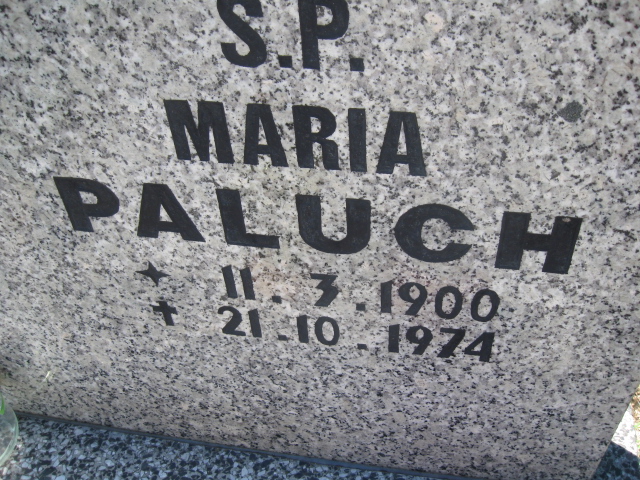 S.P.
MARIA
PALUCH
11.3.1900
21.10.1974